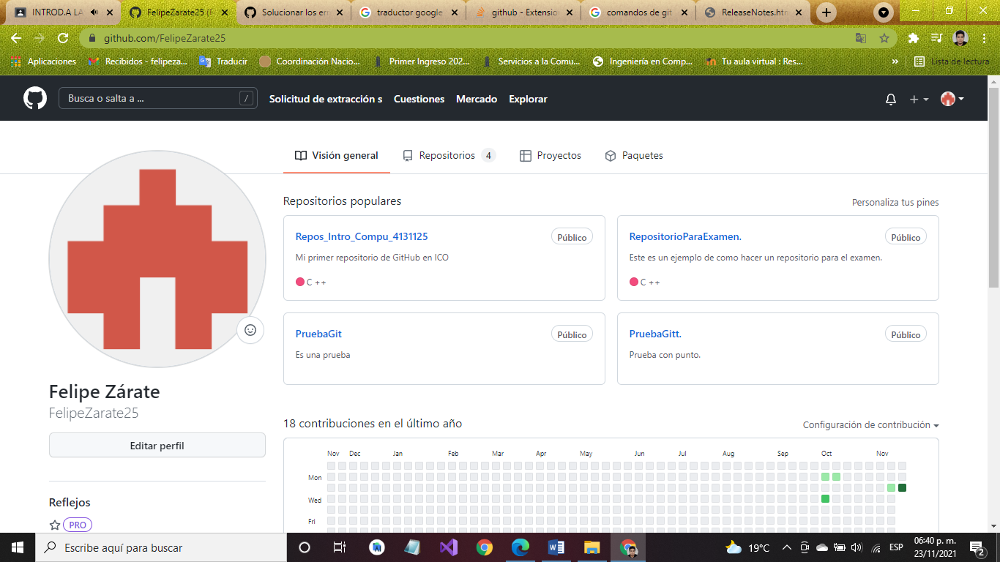 INTROD.A LA
FelipeZarate25 (F
Solucionar los err
traductor google
github - Extension
comandos de git
ReleaseNotes.htm
github.com/FelipeZarate25
Aplicaciones
Recibidos - felipeza...
Traducir
Coordinación Nacio...
Primer Ingreso 202...
Servicios a la Comu...
Ingeniería en Comp...
Tu aula virtual : Res...
»
Lista de lectura
Busca o salta a ...
/
Solicitud de extracción s
Cuestiones
Mercado
Explorar
Visión general
Repositorios 4
Proyectos
Paquetes
Repositorios populares
Personaliza tus pines
Repos_Intro_Compu_4131125
Público
Mi primer repositorio de GitHub en ICO
C ++
RepositorioParaExamen.
Público
Este es un ejemplo de como hacer un repositorio para el examen.
C ++
PruebaGit
Público
Es una prueba
PruebaGitt.
Público
Prueba con punto.
Felipe Zárate
FelipeZarate25
Editar perfil
Reflejos
PRO
18 contribuciones en el último año
Configuración de contribución
Nov Dec Jan Feb Mar Apr May Jun Jul Aug Sep Oct Nov
Mon
Wed
Fri
Escribe aquí para buscar
19°C
ESP
06:40 p. m.
23/11/2021
2